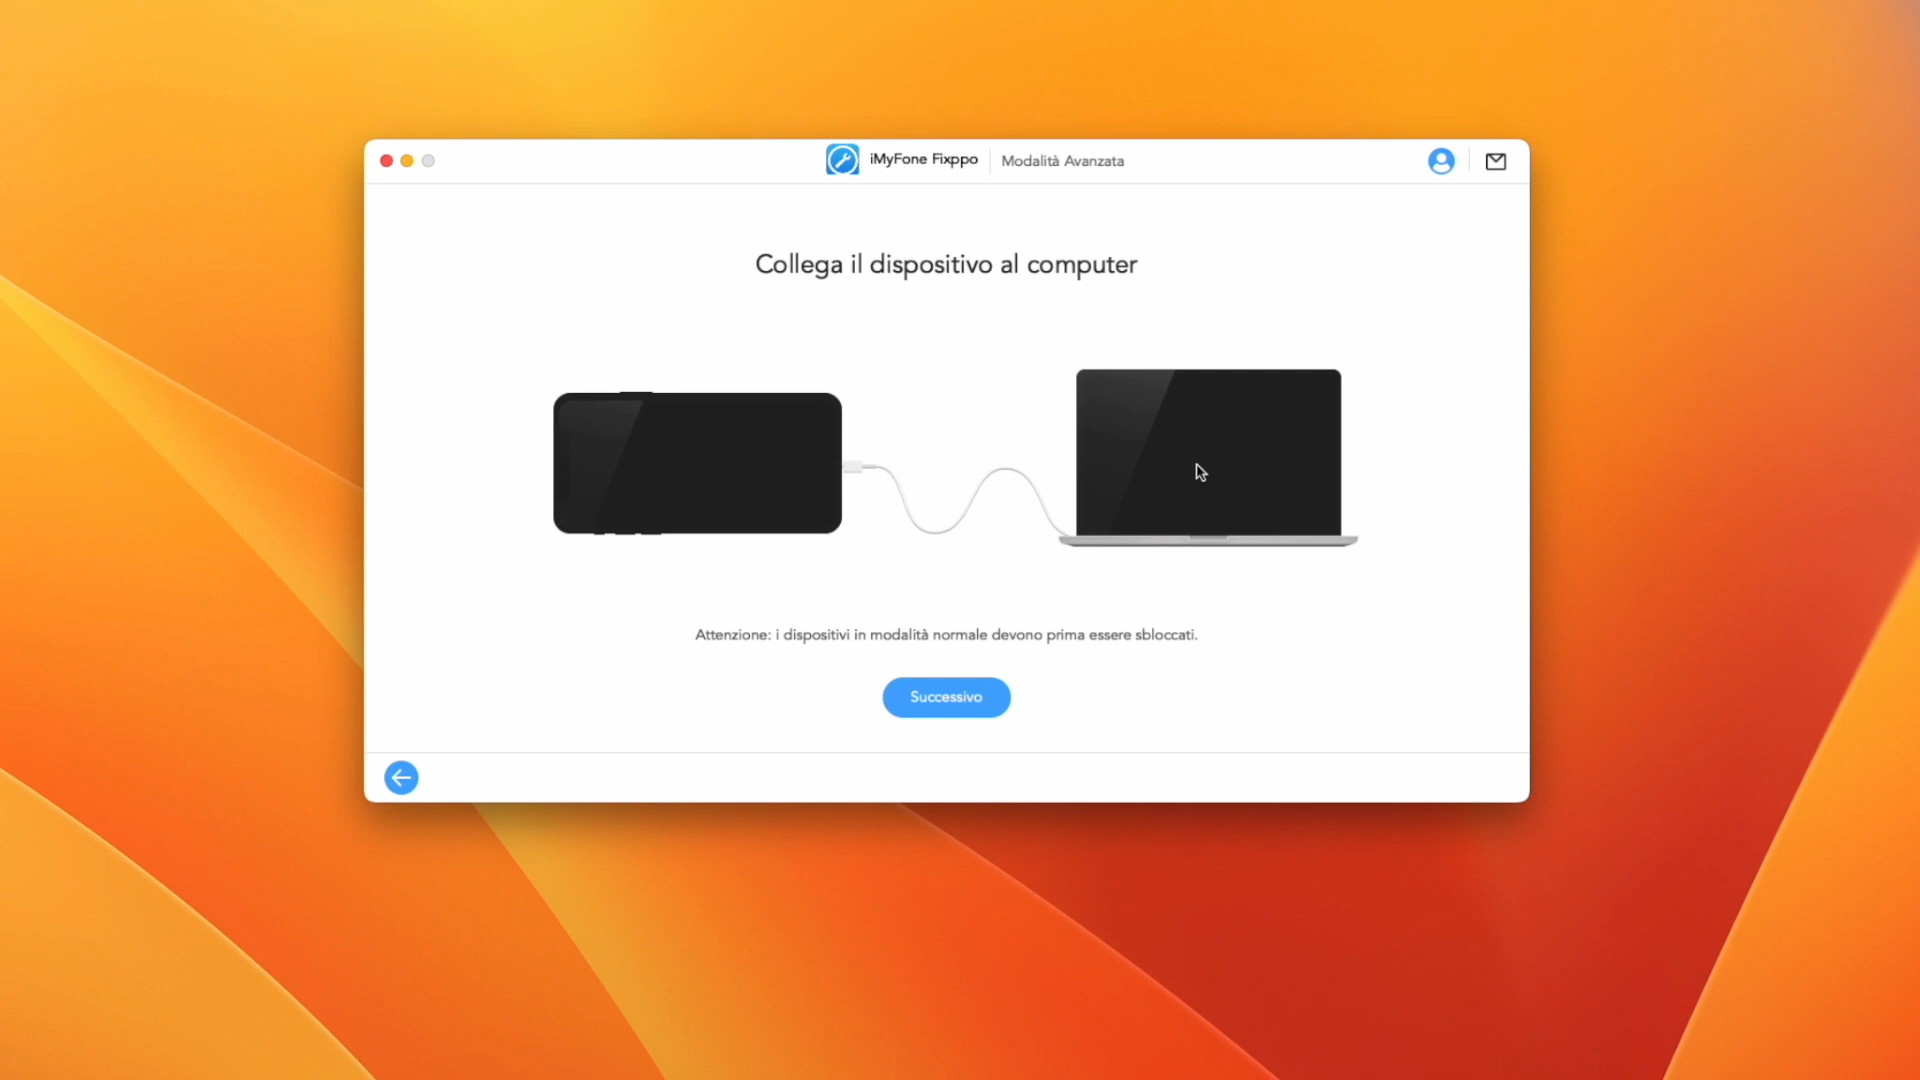 iMyFone Fixppo
Modalità Avanzata
Collega il dispositivo al computer
Attenzione: i dispositivi in modalità normale devono prima essere sbloccati.
Successivo